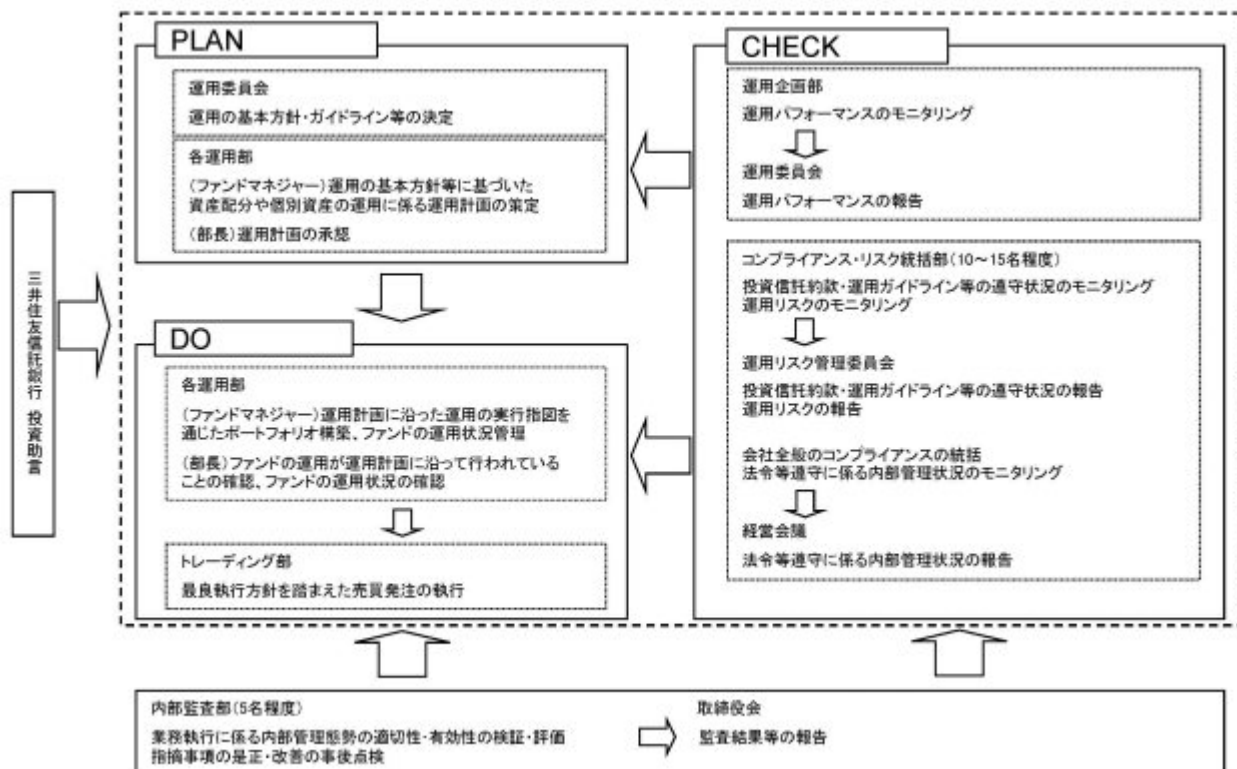 三井住友信託銀行 投資助言
PLAN
運用委員会
運用の基本方針・ガイドライン等の決定
各運用部
(ファンドマネジャー)運用の基本方針等に基づいた
資産配分や個別資産の運用に係る運用計画の策定
(部長)運用計画の承認
DO
各運用部
(ファンドマネジャー)運用計画に沿った運用の実行指図を
通じたポートフォリオ構築、ファンドの運用状況管理
(部長)ファンドの運用が運用計画に沿って行われている
ことの確認、ファンドの運用状況の確認
トレーディング部
最良執行方針を踏まえた売買発注の執行
CHECK
運用企画部
運用パフォーマンスのモニタリング
運用委員会
運用パフォーマンスの報告
コンプライアンス・リスク統括部(10~15名程度)
投資信託約款・運用ガイドライン等の遵守状況のモニタリング
運用リスクのモニタリング
運用リスク管理委員会
投資信託約款・運用ガイドライン等の遵守状況の報告
運用リスクの報告
会社全般のコンプライアンスの統括
法令等遵守に係る内部管理状況のモニタリング
経営会議
法令等遵守に係る内部管理状況の報告
内部監査部(5名程度)
業務執行に係る内部管理態勢の適切性・有効性の検証・評価
指摘事項の是正・改善の事後点検
取締役会
監査結果等の報告